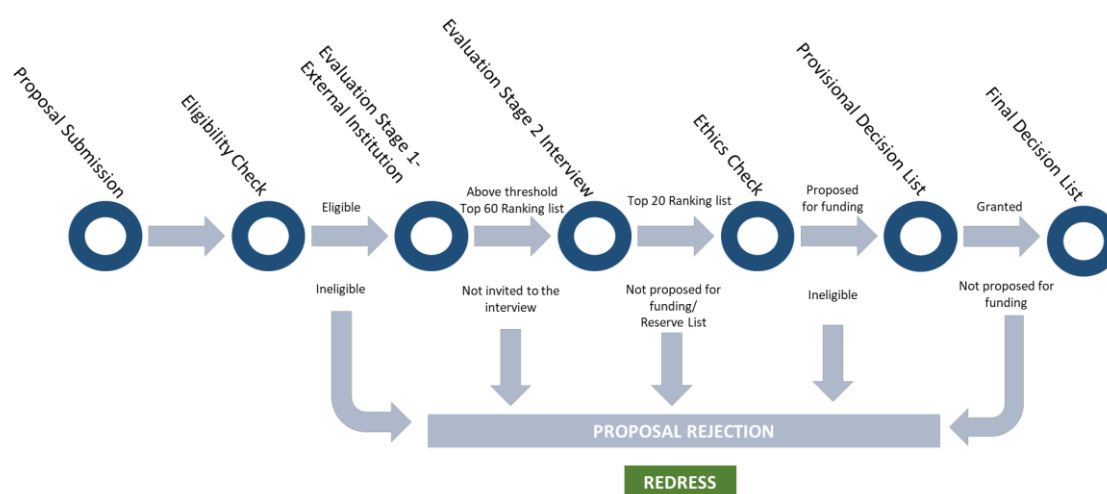 Proposal Submission
Eligibility Check
Evaluation Stage 1-
External Institution
Evaluation Stage 2 Interview
Ethics Check
Provisional Decision List
Final Decision List
Eligible
Above threshold
Top 60 Ranking list
Top 20 Ranking list
Proposed
for funding
Granted
Ineligible
Not invited to the
interview
Not proposed for
funding/
Reserve List
Ineligible
Not proposed for
funding
PROPOSAL REJECTION
REDRESS